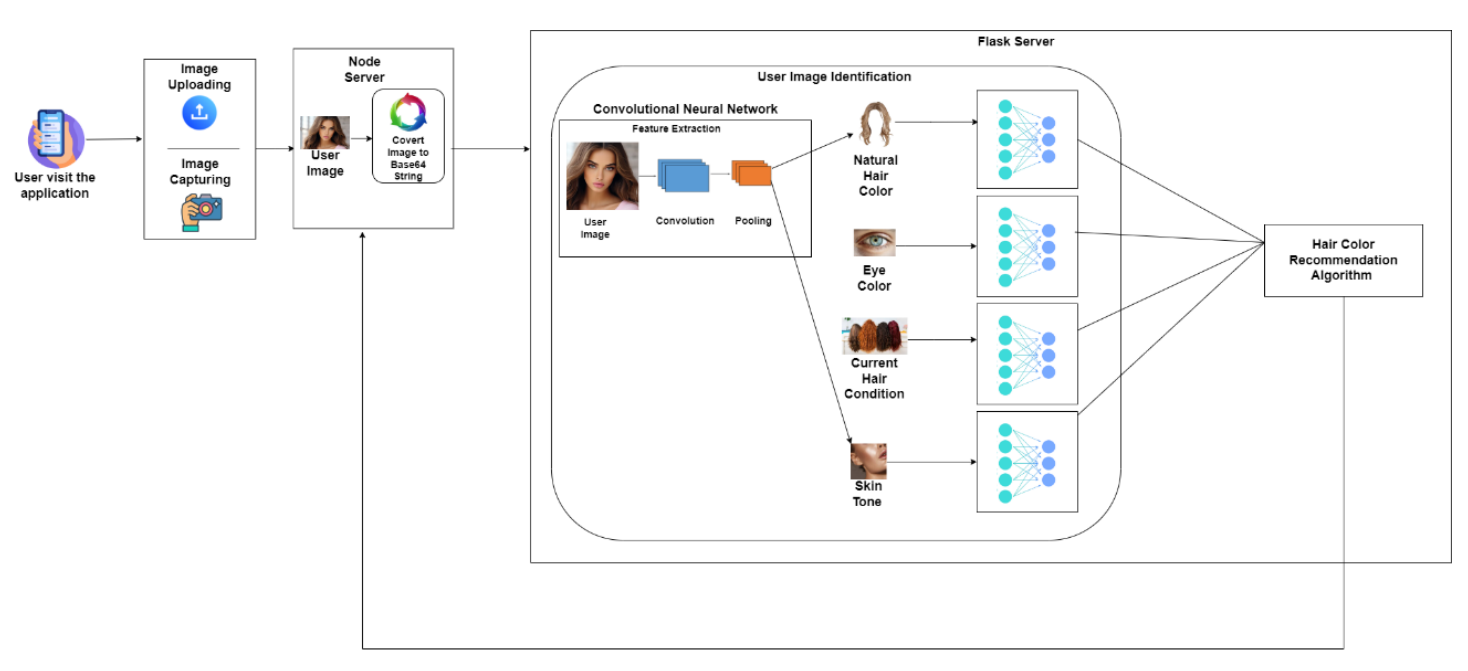 User visit the
application
Image
Uploading
Image
Capturing
Node
Server
User
Image
Covert
Image to
Base64
String
Flask Server
User Image Identification
Convolutional Neural Network
Feature Extraction
User
Image
Convolution
Pooling
Natural
Hair
Color
Eye
Color
Current
Hair
Condition
Skin
Tone
Hair Color
Recommendation
Algorithm